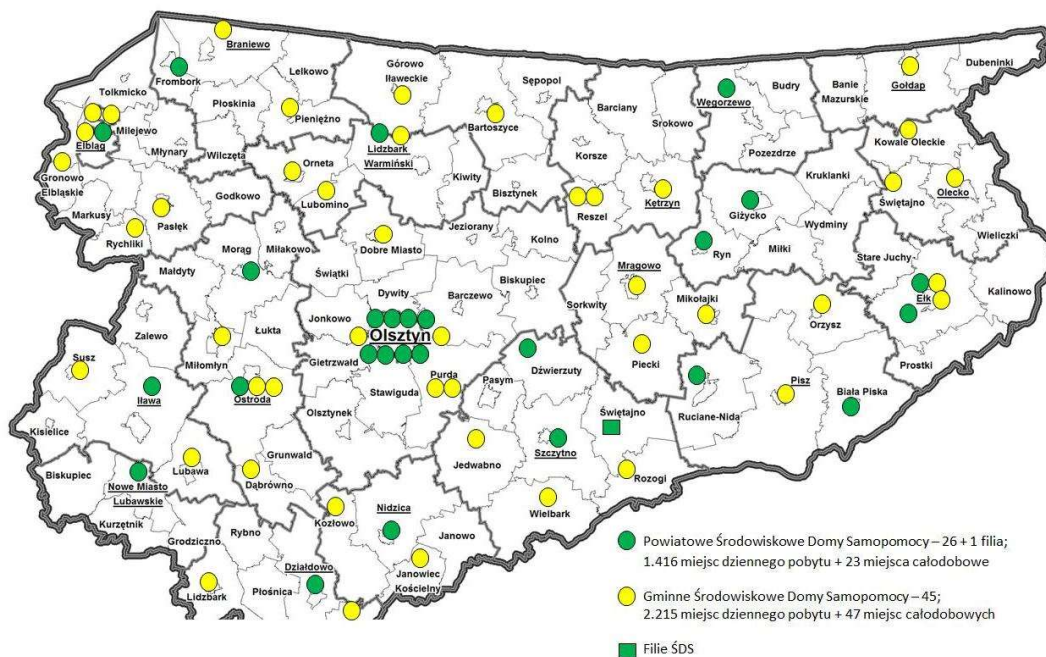 Braniewo
Frombork
Lelkowo
Górowo
Iławeckie
Sępopol
Węgorzewo
Budry
Banie
Mazurskie
Gołdap
Dubeninki
Tolkmicko
Płoskinia
Pieniężno
Bartoszyce
Barciany
Srokowo
Milejewo
Elbląg
Młynary
Wilczęta
Lidzbark
Warmiński
Korsze
Pozezdrze
Kowale Oleckie
Gronowo
Elbląskie
Orneta
Kiwity
Bisztynek
Kruklanki
Markusy
Pasłęk
Godkowo
Lubomino
Reszel
Kętrzyn
Giżycko
Świętajno
Olecko
Rychliki
Morąg
Miłakowo
Dobre Miasto
Jeziorany
Kolno
Ryn
Miłki
Wydminy
Wieliczki
Małdyty
Świątki
Biskupiec
Mrągowo
Stare Juchy
Dywity
Barczewo
Sorkwity
Mikołajki
Ełk
Kalinowo
Zalewo
Łukta
Jonkowo
Olsztyn
Orzysz
Susz
Miłomłyn
Gietrzwałd
Purda
Dźwierzuty
Piecki
Prostki
Iława
Ostróda
Stawiguda
Pasym
Ruciane-Nida
Pisz
Biała Piska
Kisielice
Olsztynek
Świętajno
Biskupiec
Lubawa
Grunwald
Jedwabno
Szczytno
Nowe Miasto
Lubawskie
Dąbrówno
Rozogi
Kurzętnik
Kozłowo
Nidzica
Wielbark
Grodziczno
Rybno
Janowo
Działdowo
Janowiec
Kościelny
Lidzbark
Płośnica
Powiatowe Środowiskowe Domy Samopomocy – 26 + 1 filia;
1.416 miejsc dziennego pobytu + 23 miejsca całodobowe
Gminne Środowiskowe Domy Samopomocy – 45;
2.215 miejsc dziennego pobytu + 47 miejsc całodobowych
Filie ŚDS